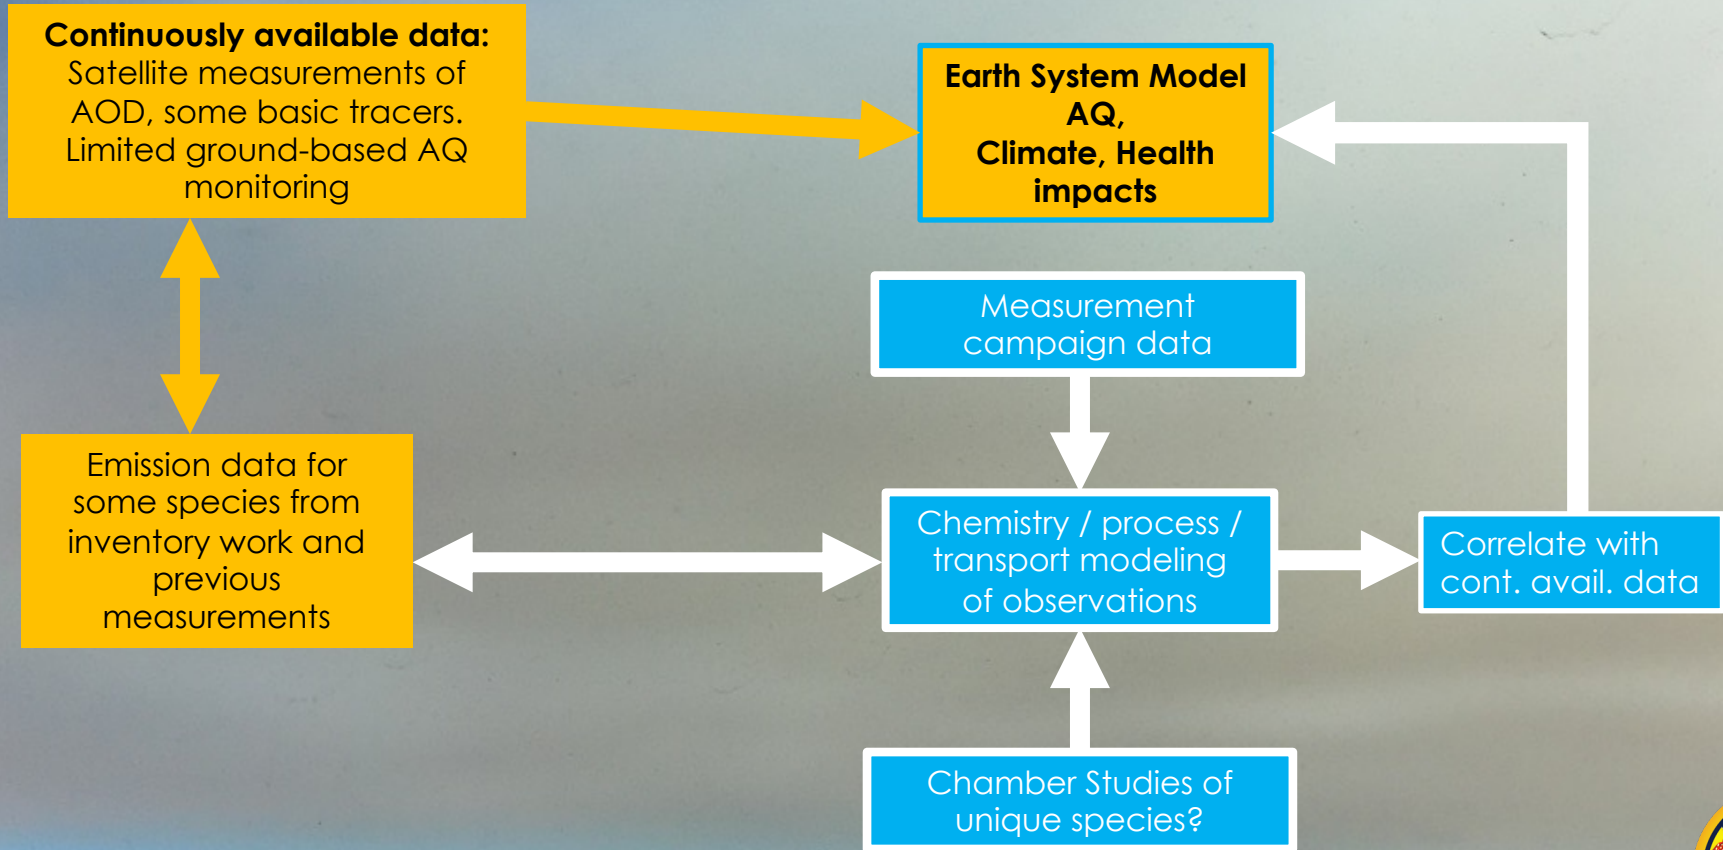 Continuously available data:
Satellite measurements of
AOD, some basic tracers.
Limited ground-based AQ
monitoring
Earth System Model
AQ,
Climate, Health
impacts
Measurement
campaign data
Emission data for
some species from
inventory work and
previous
measurements
Chemistry / process /
transport modeling
of observations
Correlate with
cont. avail. data
Chamber Studies of
unique species?